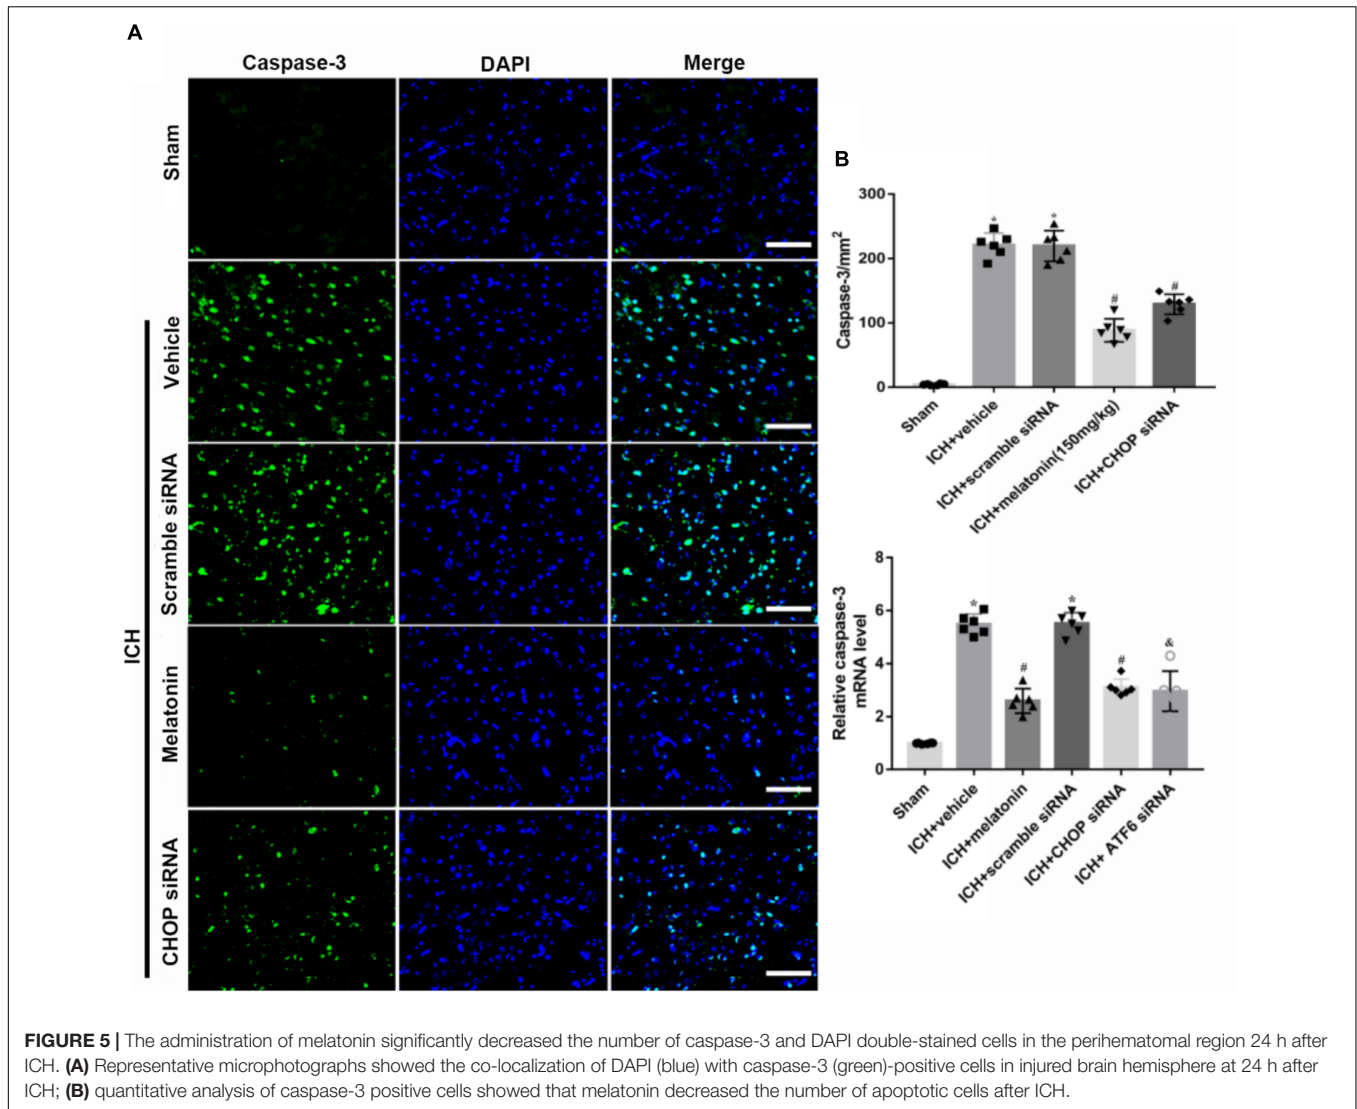 A
Caspase-3 DAPI Merge
Sham
Vehicle
Scramble siRNA
Melatonin
CHOP siRNA
ICH
B
Caspase-3/mm2
300
200
100
0
* * # #
Sham
ICH+vehicle
ICH+scramble siRNA
ICH+melatonin(150mg/kg)
ICH+CHOP siRNA
Relative caspase-3
mRNA level
8
6
4
2
0
* # * # &
Sham
ICH+vehicle
ICH+melatonin
ICH+scramble siRNA
ICH+CHOP siRNA
ICH+ ATF6 siRNA
FIGURE 5 | The administration of melatonin significantly decreased the number of caspase-3 and DAPI double-stained cells in the perihematomal region 24 h after
ICH. (A) Representative microphotographs showed the co-localization of DAPI (blue) with caspase-3 (green)-positive cells in injured brain hemisphere at 24 h after
ICH; (B) quantitative analysis of caspase-3 positive cells showed that melatonin decreased the number of apoptotic cells after ICH.